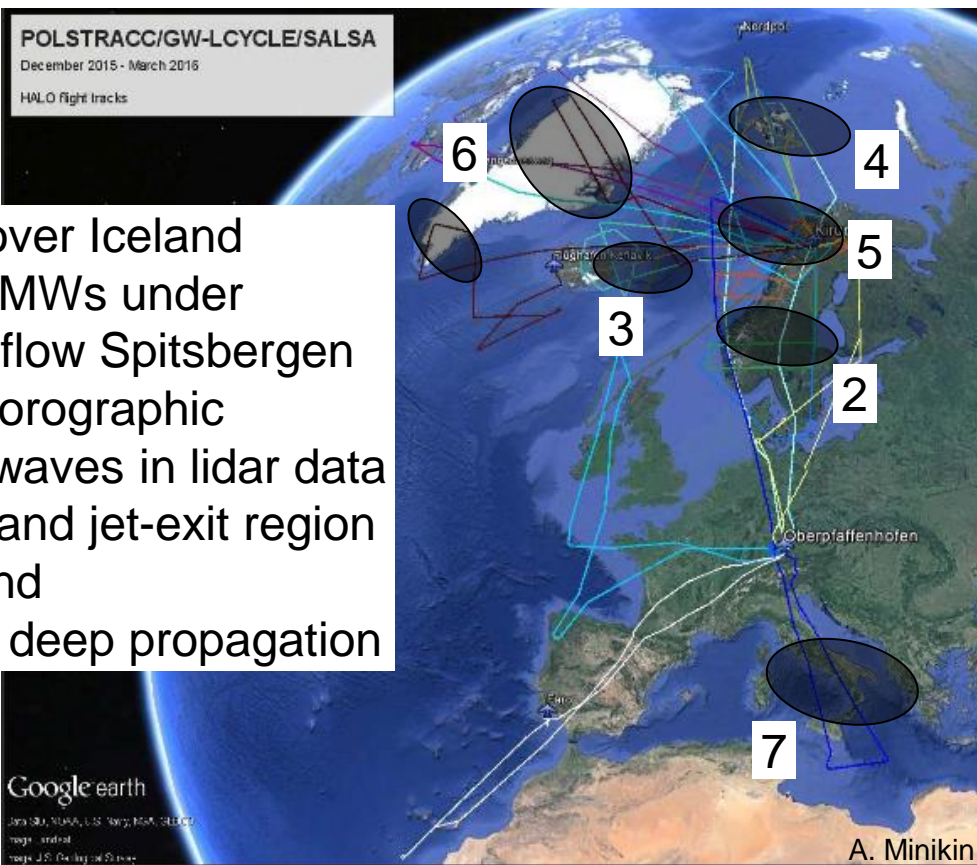 POLSTRACC/GW-LCYCLE/SALSA
December 2015 - March 2016
HALO flight tracks
Nordpol
6
4
over Iceland
MWs under
flow Spitsbergen
orographic
waves in lidar data
and jet-exit region
nd
deep propagation
5
3
2
Oberpfaffenhofen
7
Google earth
A. Minikin